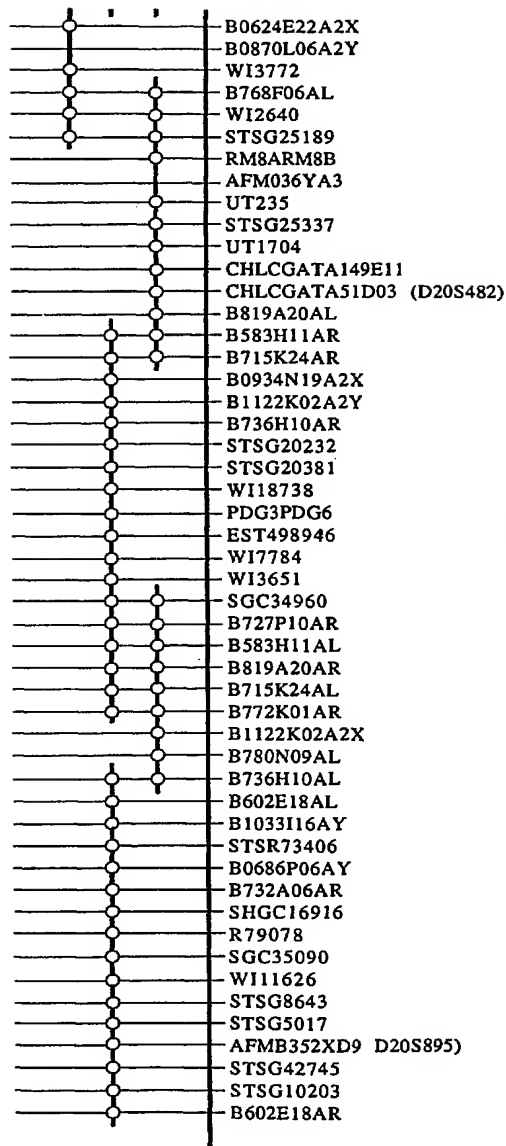 B0624E22A2X
B0870L06A2Y
WI3772
B768F06AL
WI2640
STSG25189
RM8ARM8B
AFM036YA3
UT235
STSG25337
UT1704
CHLCGATA149E11
CHLCGATA51D03 (D20S482)
B819A20AL
B583H11AR
B715K24AR
B0934N19A2X
B1122K02A2Y
B736H10AR
STSG20232
STSG20381
WI18738
PDG3PDG6
EST498946
WI7784
WI3651
SGC34960
B727P10AR
B583H11AL
B819A20AR
B715K24AL
B772K01AR
B1122K02A2X
B780N09AL
B736H10AL
B602E18AL
B1033I16AY
STSR73406
B0686P06AY
B732A06AR
SHGC16916
R79078
SGC35090
WI11626
STSG8643
STSG5017
AFMB352XD9 D20S895)
STSG42745
STSG10203
B602E18AR